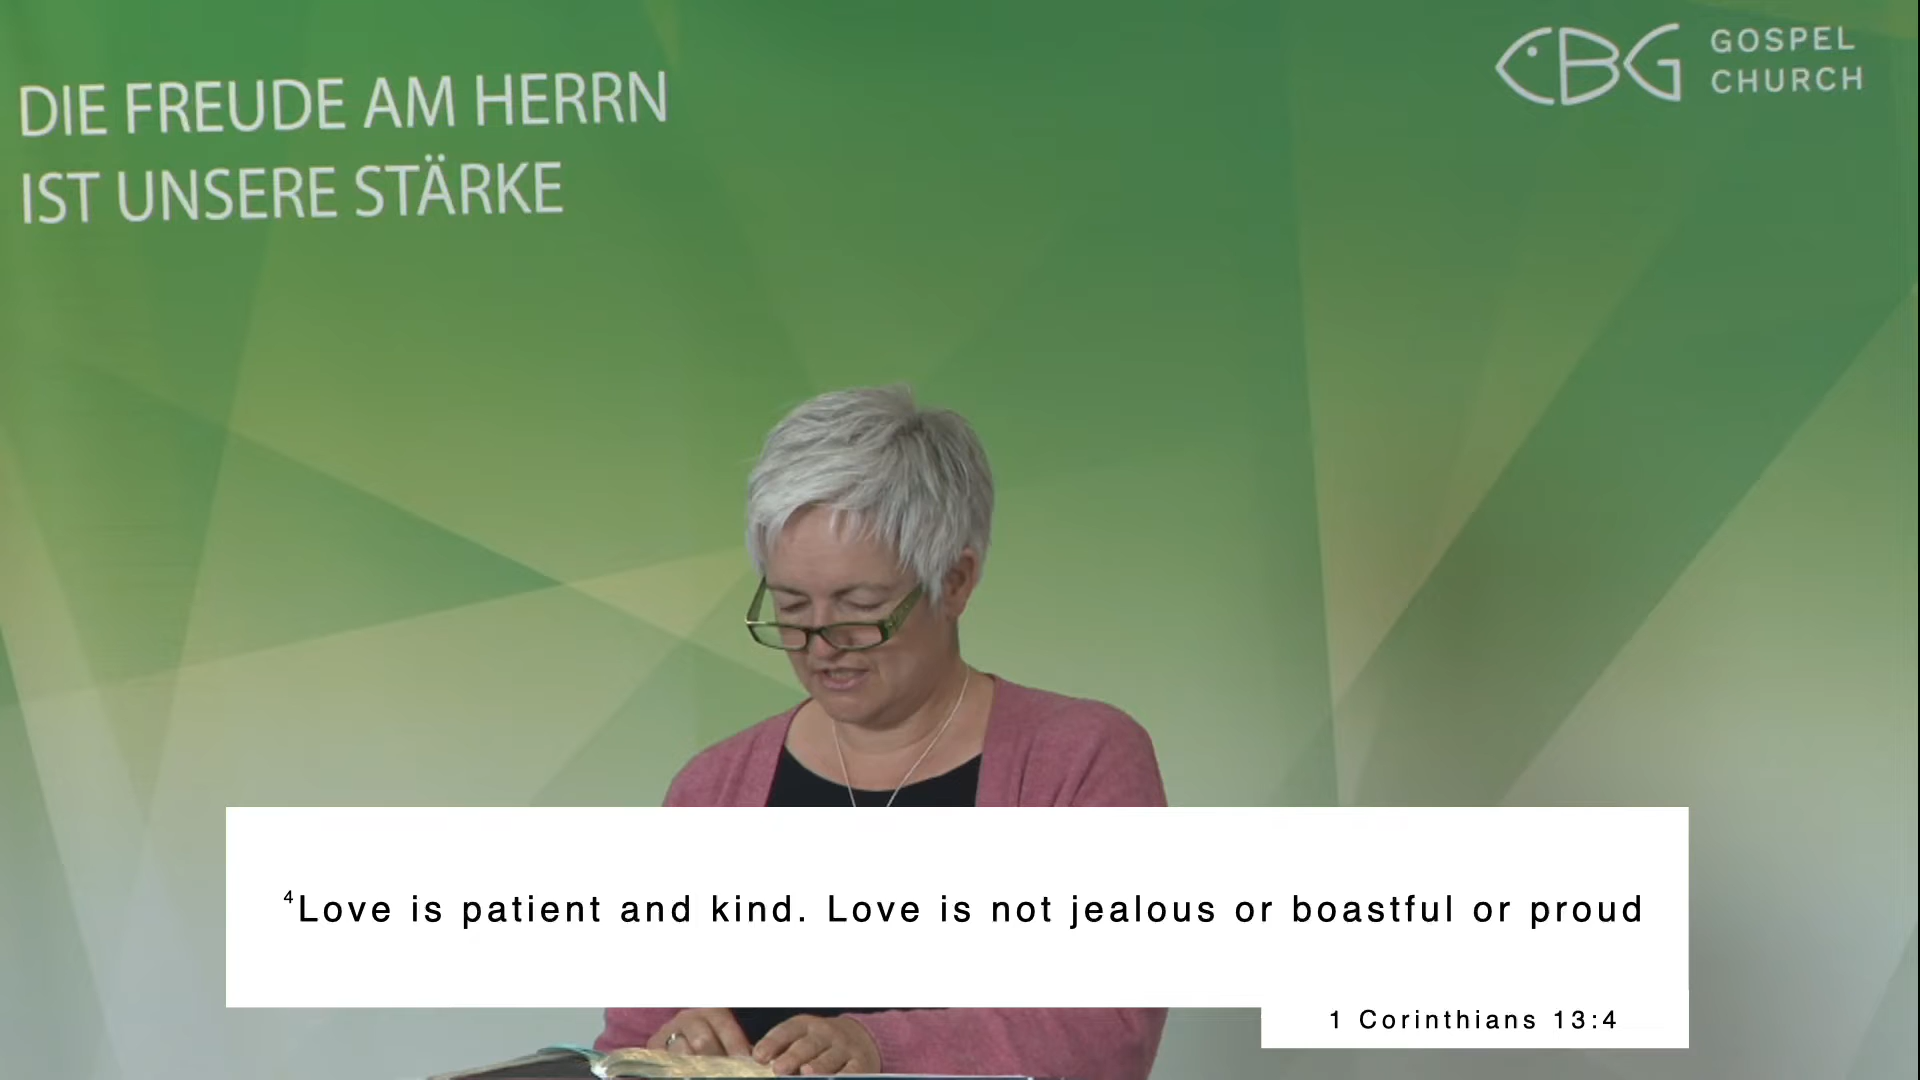 DIE FREUDE AM HERRN
IST UNSERE STÄRKE
CBG GOSPEL
CHURCH
⁴Love is patient and kind. Love is not jealous or boastful or proud
1 Corinthians 13:4